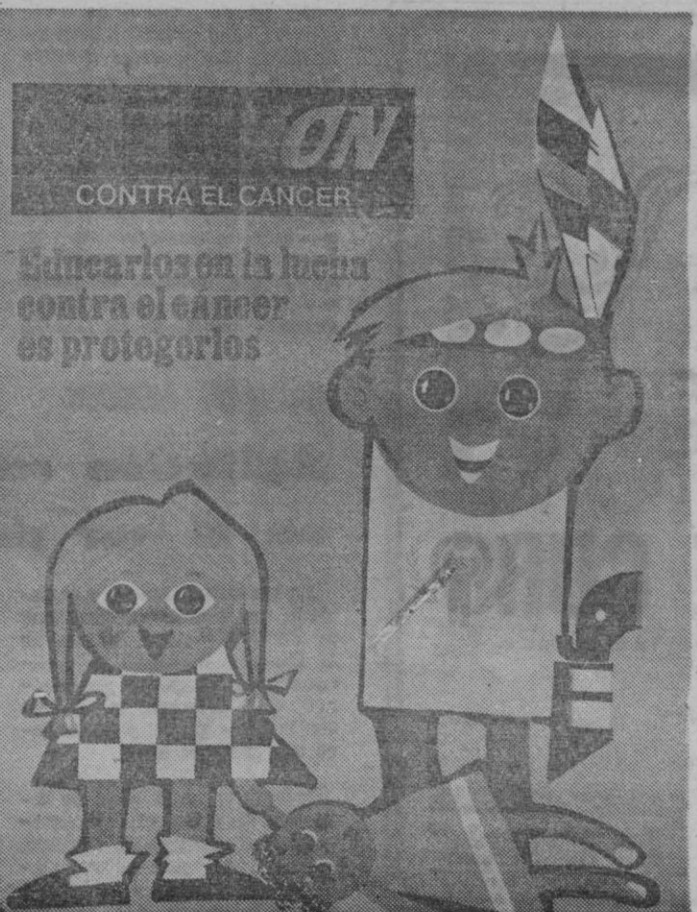 ON
CONTRA EL CANCER
Educarlos en la lucha
contra el cáncer
es protegerlos